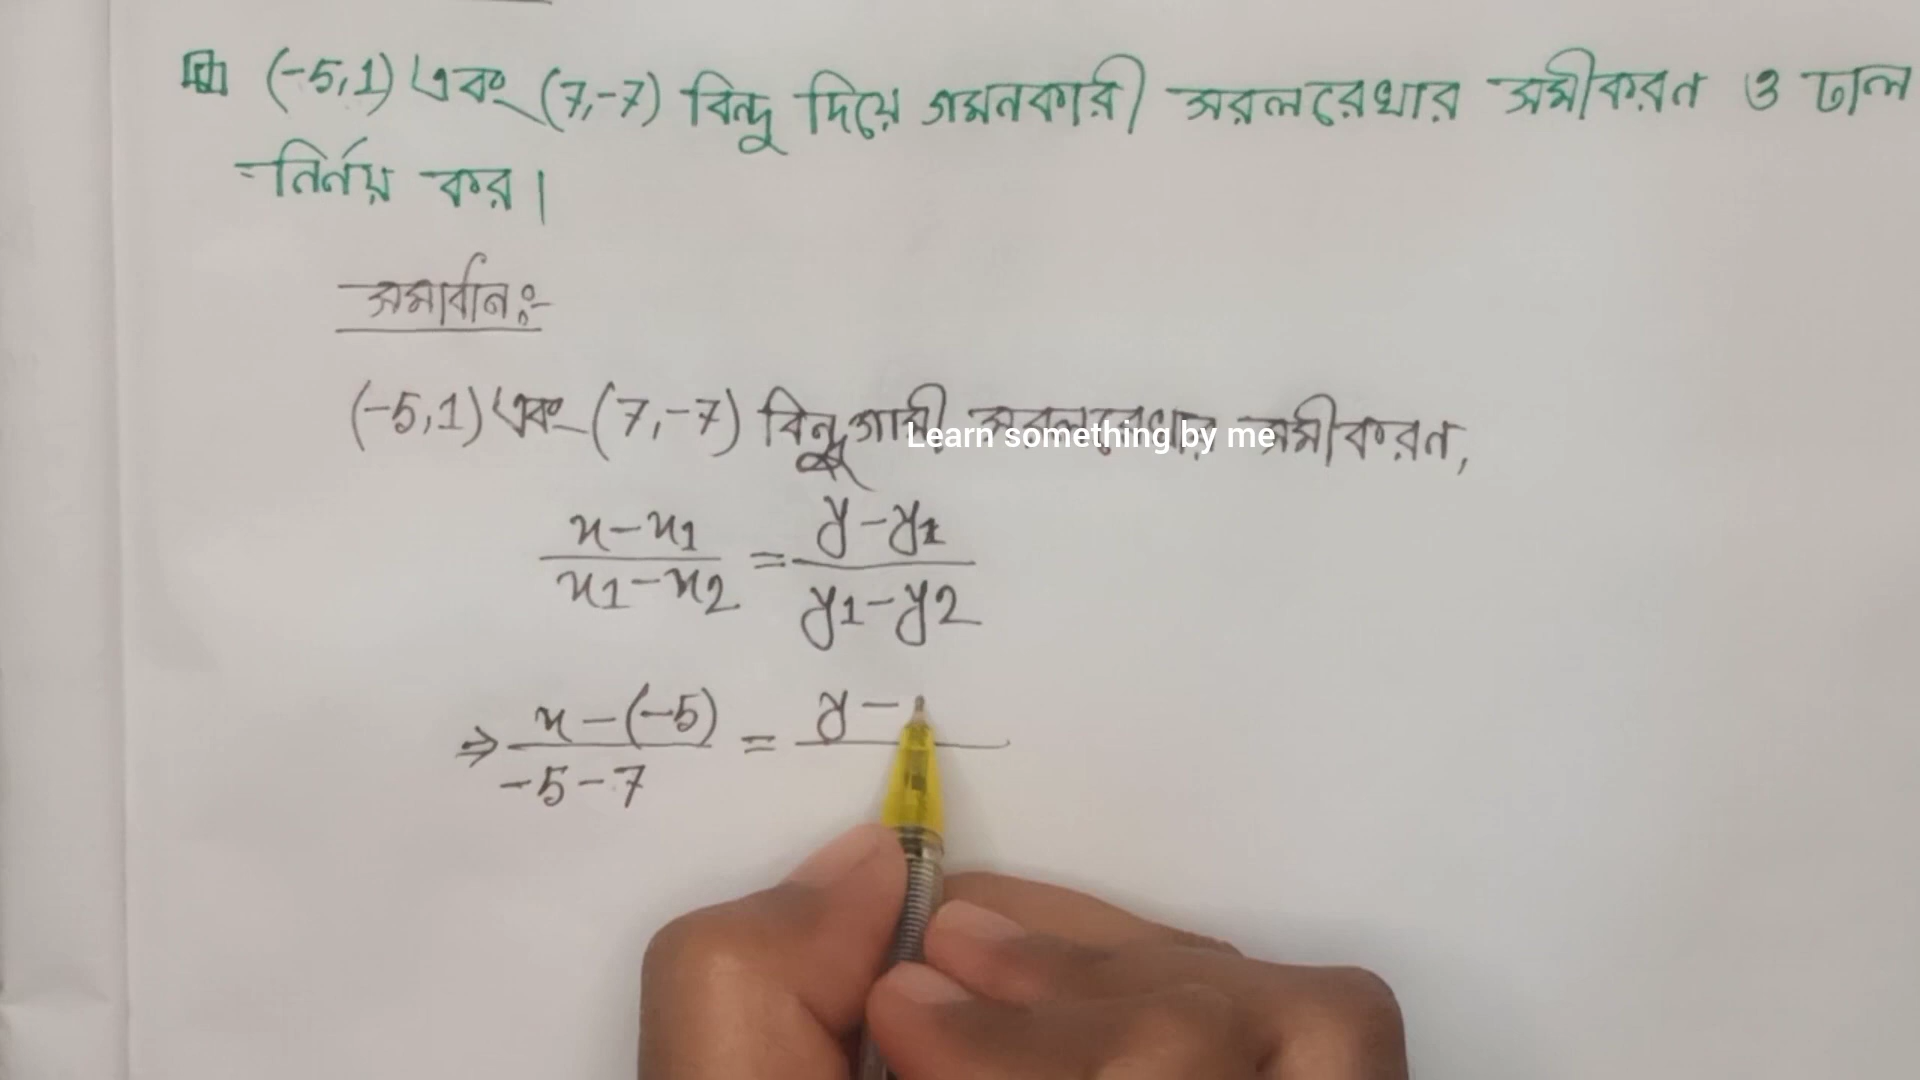 (-5,1) এবং (7,-7) বিন্দু দিয়ে গমনকারী সরলরেখার সমীকরণ ও ঢাল
নির্ণয় কর।
সমাধান:-
(-5,1) এবং (7,-7) বিন্দুগামী সরলরেখার সমীকরণ,
Learn something by me
x-x1 / x1-x2 = y-y1 / y1-y2
⇒ x-(-5) / -5-7 = y-